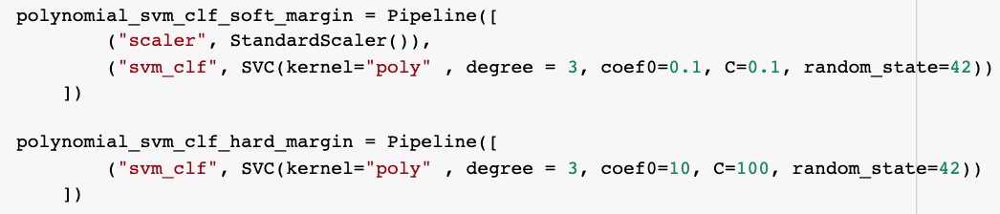 polynomial_svm_clf_soft_margin = Pipeline([
("scaler", StandardScaler()),
("svm_clf", SVC(kernel="poly" , degree = 3, coef0=0.1, C=0.1, random_state=42))
])
polynomial_svm_clf_hard_margin = Pipeline([
("svm_clf", SVC(kernel="poly" , degree = 3, coef0=10, C=100, random_state=42))
])